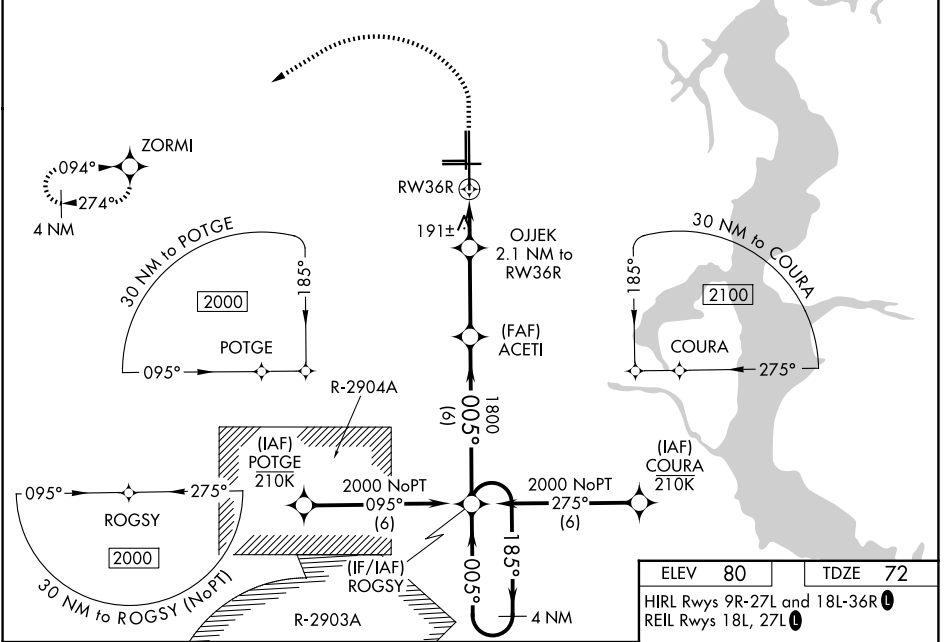 ZORMI
094°
274°
4 NM
RW36R
191±
OJJEK
2.1 NM to
RW36R
30 NM to POTGE
185°
2000
POTGE
095°
30 NM to COURA
185°
2100
COURA
275°
(FAF)
ACETI
R-2904A
1800
005°
(6)
(IAF)
POTGE
210K
2000 NoPT
095°
(6)
2000 NoPT
275°
(6)
(IAF)
COURA
210K
095°
275°
ROGSY
2000
30 NM to ROGSY (NoPT)
(IF/IAF)
ROGSY
005°
185°
4 NM
R-2903A
ELEV 80
TDZE 72
HIRL Rwys 9R-27L and 18L-36R L
REIL Rwys 18L, 27L L